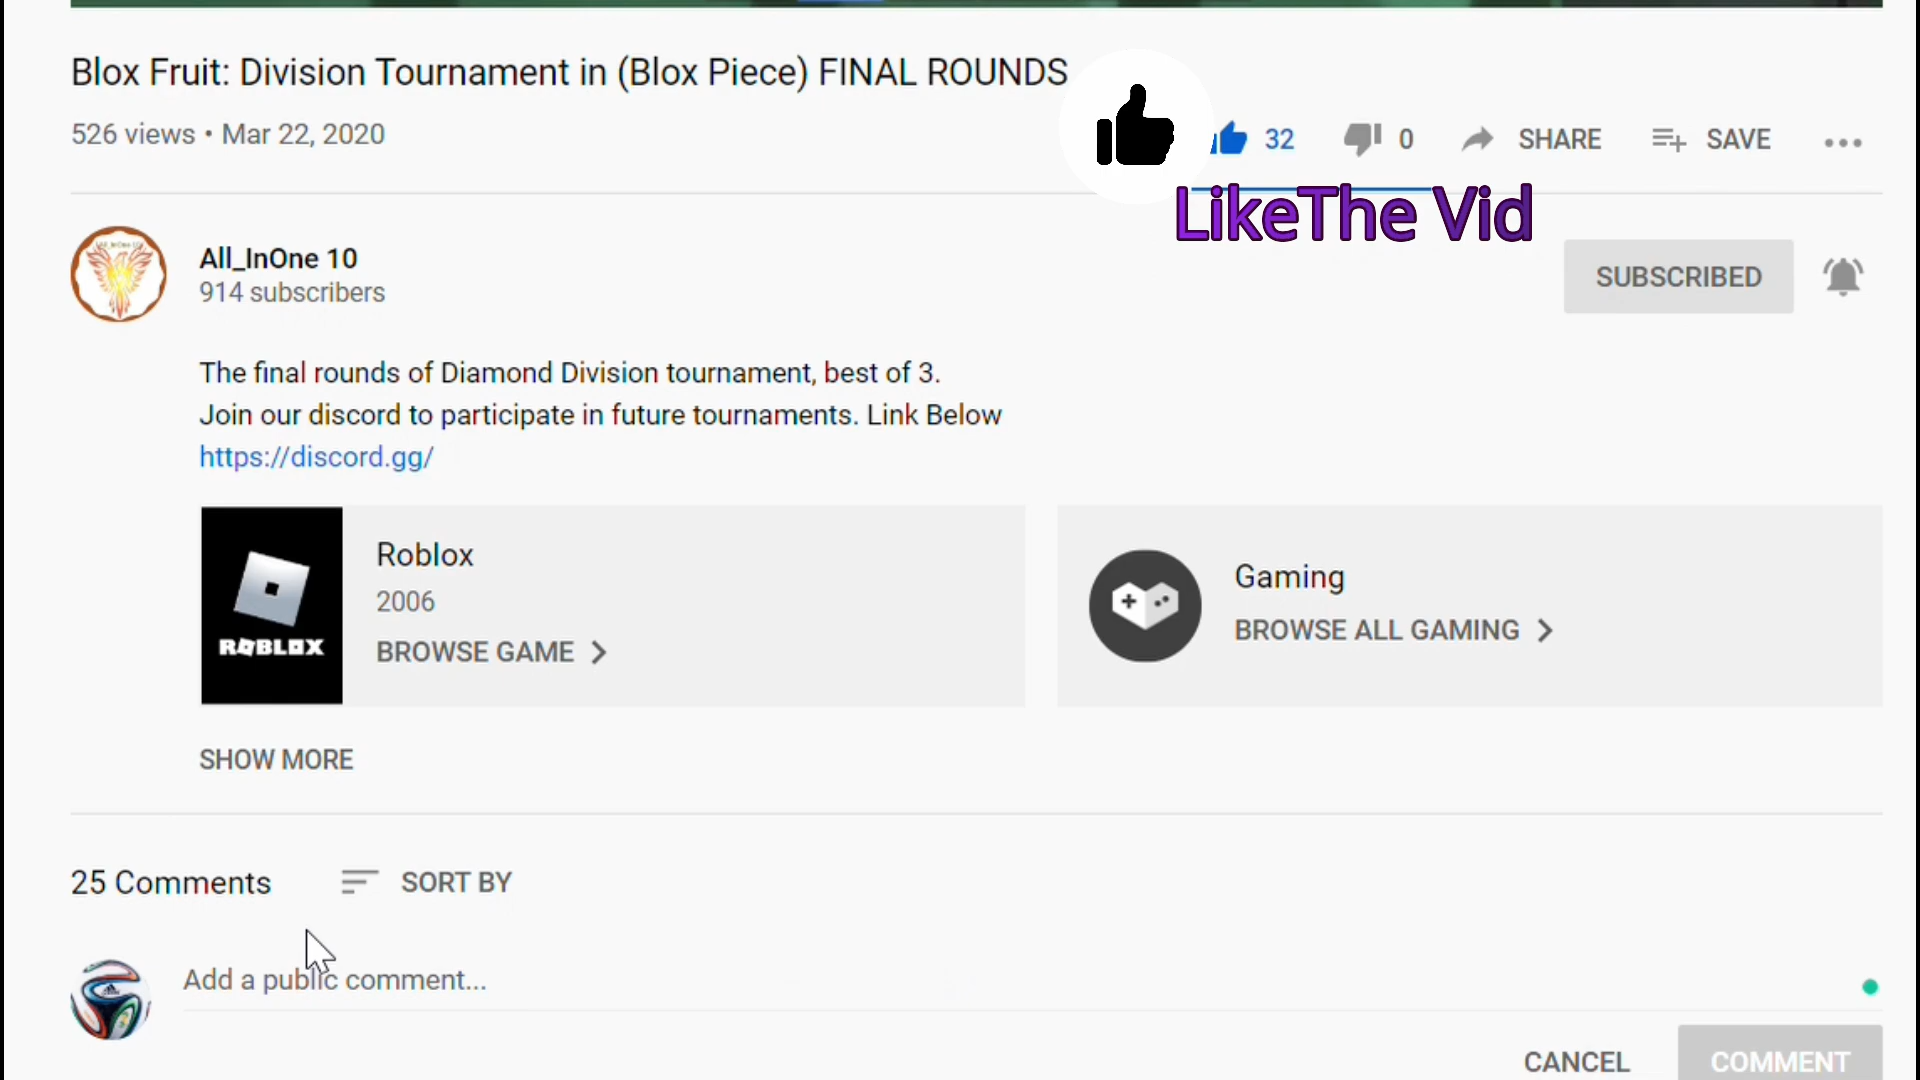 Blox Fruit: Division Tournament in (Blox Piece) FINAL ROUNDS
526 views • Mar 22, 2020
32
0
SHARE
SAVE
LikeThe Vid
All_InOne 10
914 subscribers
SUBSCRIBED
The final rounds of Diamond Division tournament, best of 3.
Join our discord to participate in future tournaments. Link Below
https://discord.gg/
ROBLOX
Roblox
2006
BROWSE GAME
Gaming
BROWSE ALL GAMING
SHOW MORE
25 Comments
SORT BY
Add a public comment...
CANCEL
COMMENT